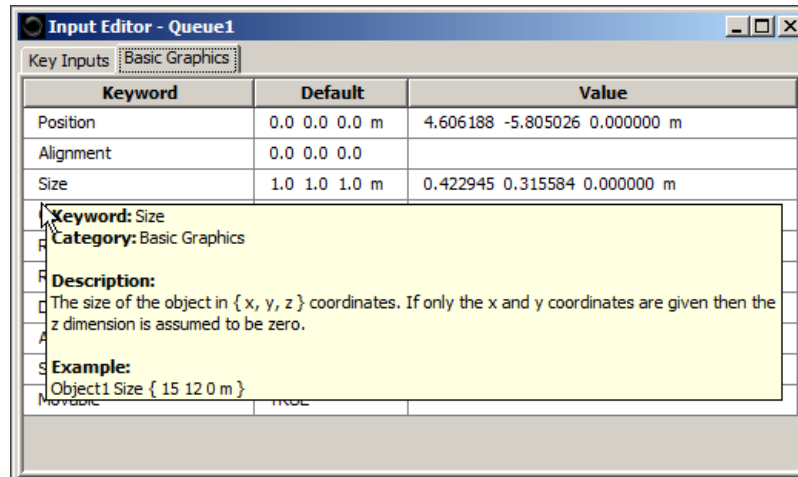 Input Editor - Queue1
Key Inputs Basic Graphics
Keyword Default Value
Position 0.0 0.0 0.0 m 4.606188 -5.805026 0.000000 m
Alignment 0.0 0.0 0.0
Size 1.0 1.0 1.0 m 0.422945 0.315584 0.000000 m
Keyword: Size
Category: Basic Graphics
Description:
The size of the object in { x, y, z } coordinates. If only the x and y coordinates are given then the
z dimension is assumed to be zero.
Example:
Object1 Size { 15 12 0 m }
Movable TRUE